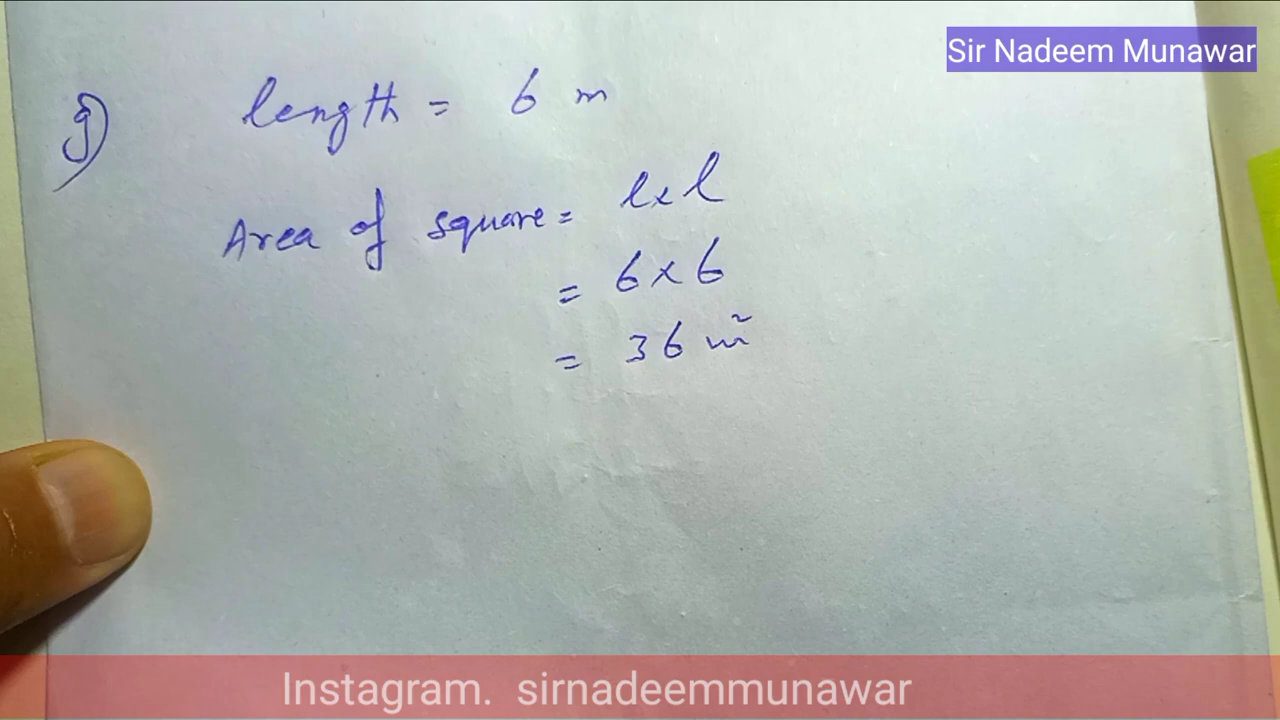 Sir Nadeem Munawar
g) length = 6 m
Area of square = l x l
= 6 x 6
= 36 m²
Instagram. sirnadeemmunawar